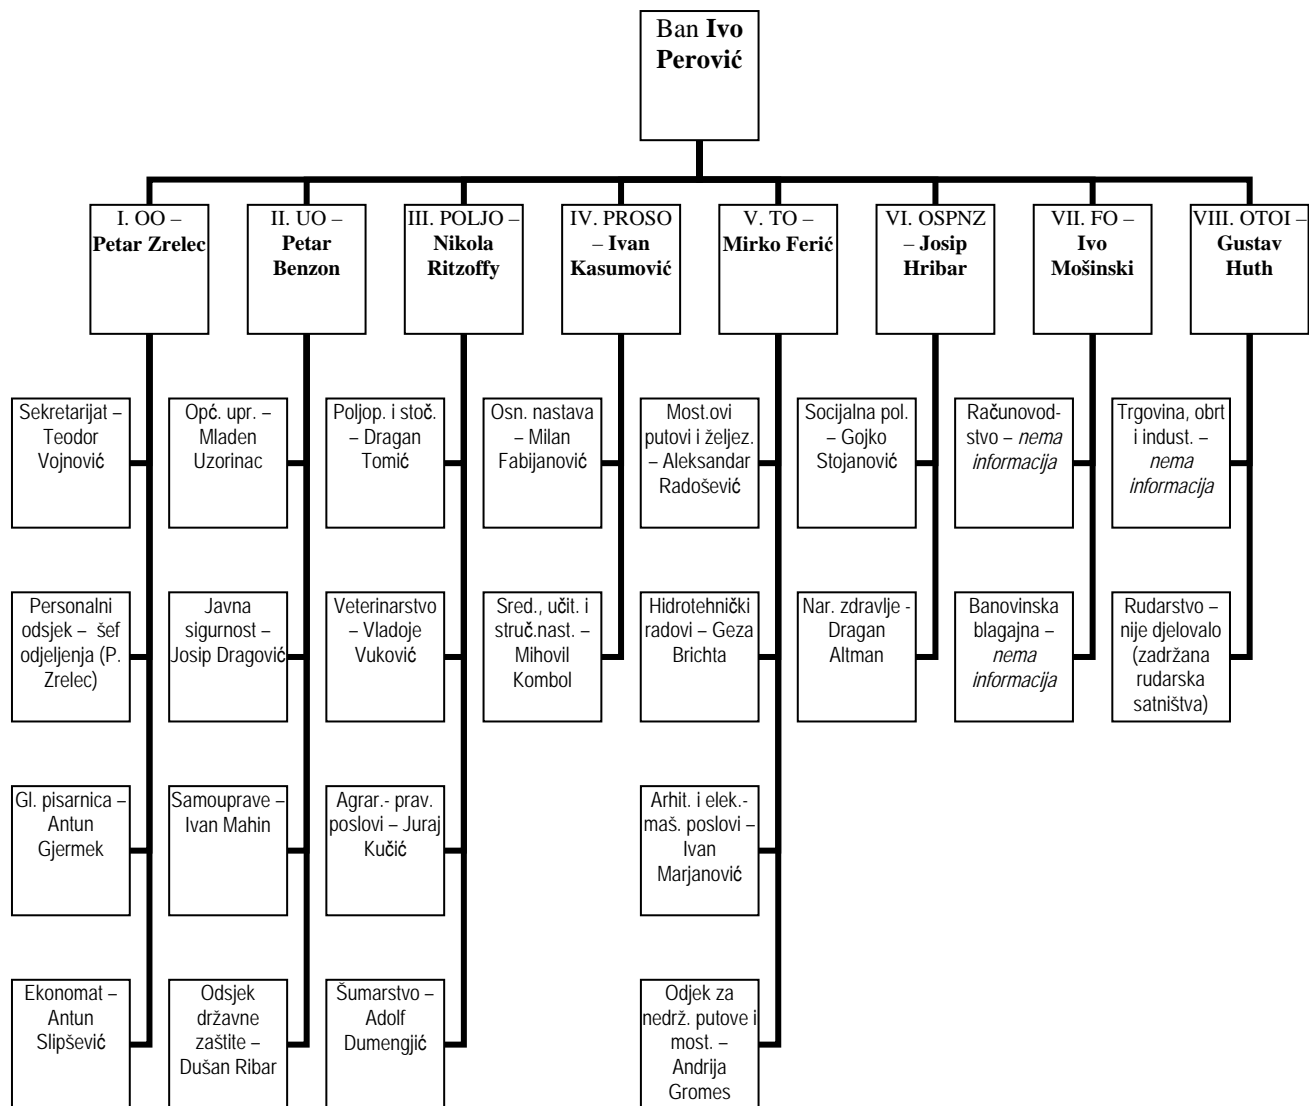 Ban Ivo
Perović
I. OO –
Petar Zrelec
II. UO –
Petar
Benzon
III. POLJO –
Nikola
Ritzoffy
IV. PROSO
– Ivan
Kasumović
V. TO –
Mirko Ferić
VI. OSPNZ
– Josip
Hribar
VII. FO –
Ivo
Mošinski
VIII. OTOI –
Gustav
Huth
Sekretarijat –
Teodor
Vojnović
Opć. upr. –
Mladen
Uzorinac
Poljop. i stoč.
– Dragan
Tomić
Osn. nastava
– Milan
Fabijanović
Most.ovi
putovi i željez.
– Aleksandar
Radošević
Socijalna pol.
– Gojko
Stojanović
Računovod-
stvo – nema
informacija
Trgovina, obrt
i indust. –
nema
informacija
Personalni
odsjek – šef
odjeljenja (P.
Zrelec)
Javna
sigurnost –
Josip Dragović
Veterinarstvo
– Vladoje
Vuković
Sred., učit. i
struč.nast. –
Mihovil
Kombol
Hidrotehnički
radovi – Geza
Brichta
Nar. zdravlje -
Dragan
Altman
Banovinska
blagajna –
nema
informacija
Rudarstvo –
nije djelovalo
(zadržana
rudarska
satništva)
Gl. pisarnica –
Antun
Gjermek
Samouprave –
Ivan Mahin
Agrar.- prav.
poslovi – Juraj
Kučić
Arhit. i elek.-
maš. poslovi –
Ivan
Marjanović
Ekonomat –
Antun
Slipšević
Odsjek
državne
zaštite –
Dušan Ribar
Šumarstvo –
Adolf
Dumengjić
Odjek za
nedrž. putove i
most. –
Andrija
Gromes